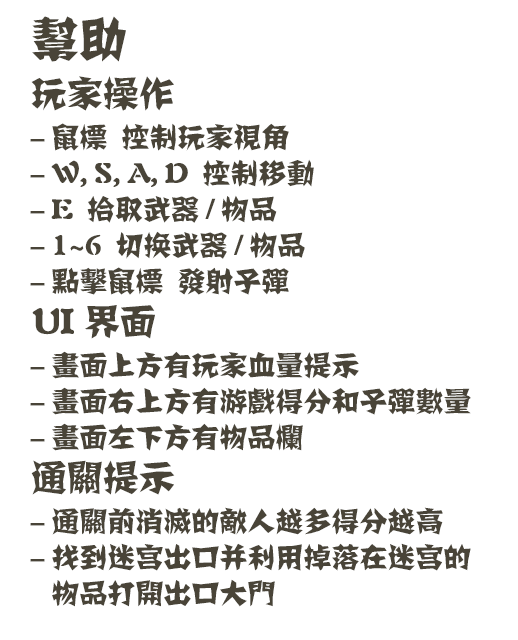 幫助
玩家操作
– 鼠標 控制玩家視角
– W, S, A, D 控制移動
– E 拾取武器 / 物品
– 1~6 切换武器 / 物品
– 點擊鼠標 發射子彈
UI 界面
– 畫面上方有玩家血量提示
– 畫面右上方有游戲得分和子彈數量
– 畫面左下方有物品欄
通關提示
– 通關前消滅的敵人越多得分越高
– 找到迷宫出口并利用掉落在迷宫的
物品打開出口大門